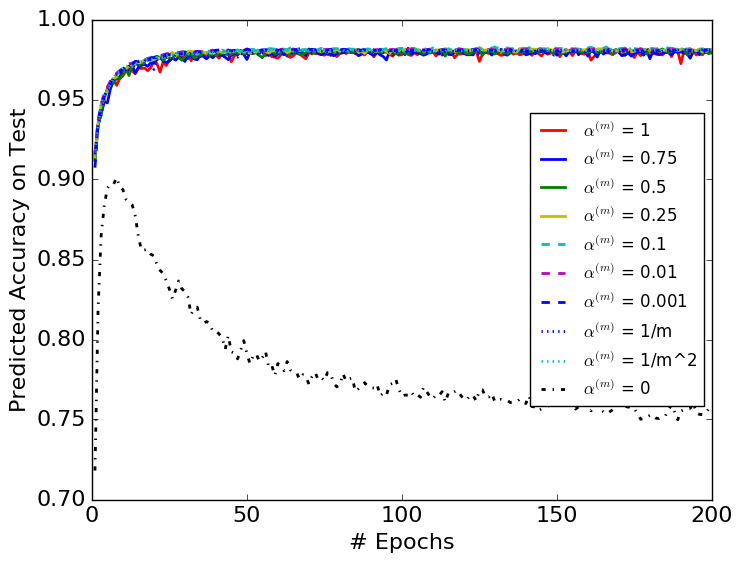 1.00
0.95
0.90
0.85
0.80
0.75
0.70
Predicted Accuracy on Test
0
50
100
150
200
# Epochs
α^(m) = 1
α^(m) = 0.75
α^(m) = 0.5
α^(m) = 0.25
α^(m) = 0.1
α^(m) = 0.01
α^(m) = 0.001
α^(m) = 1/m
α^(m) = 1/m^2
α^(m) = 0